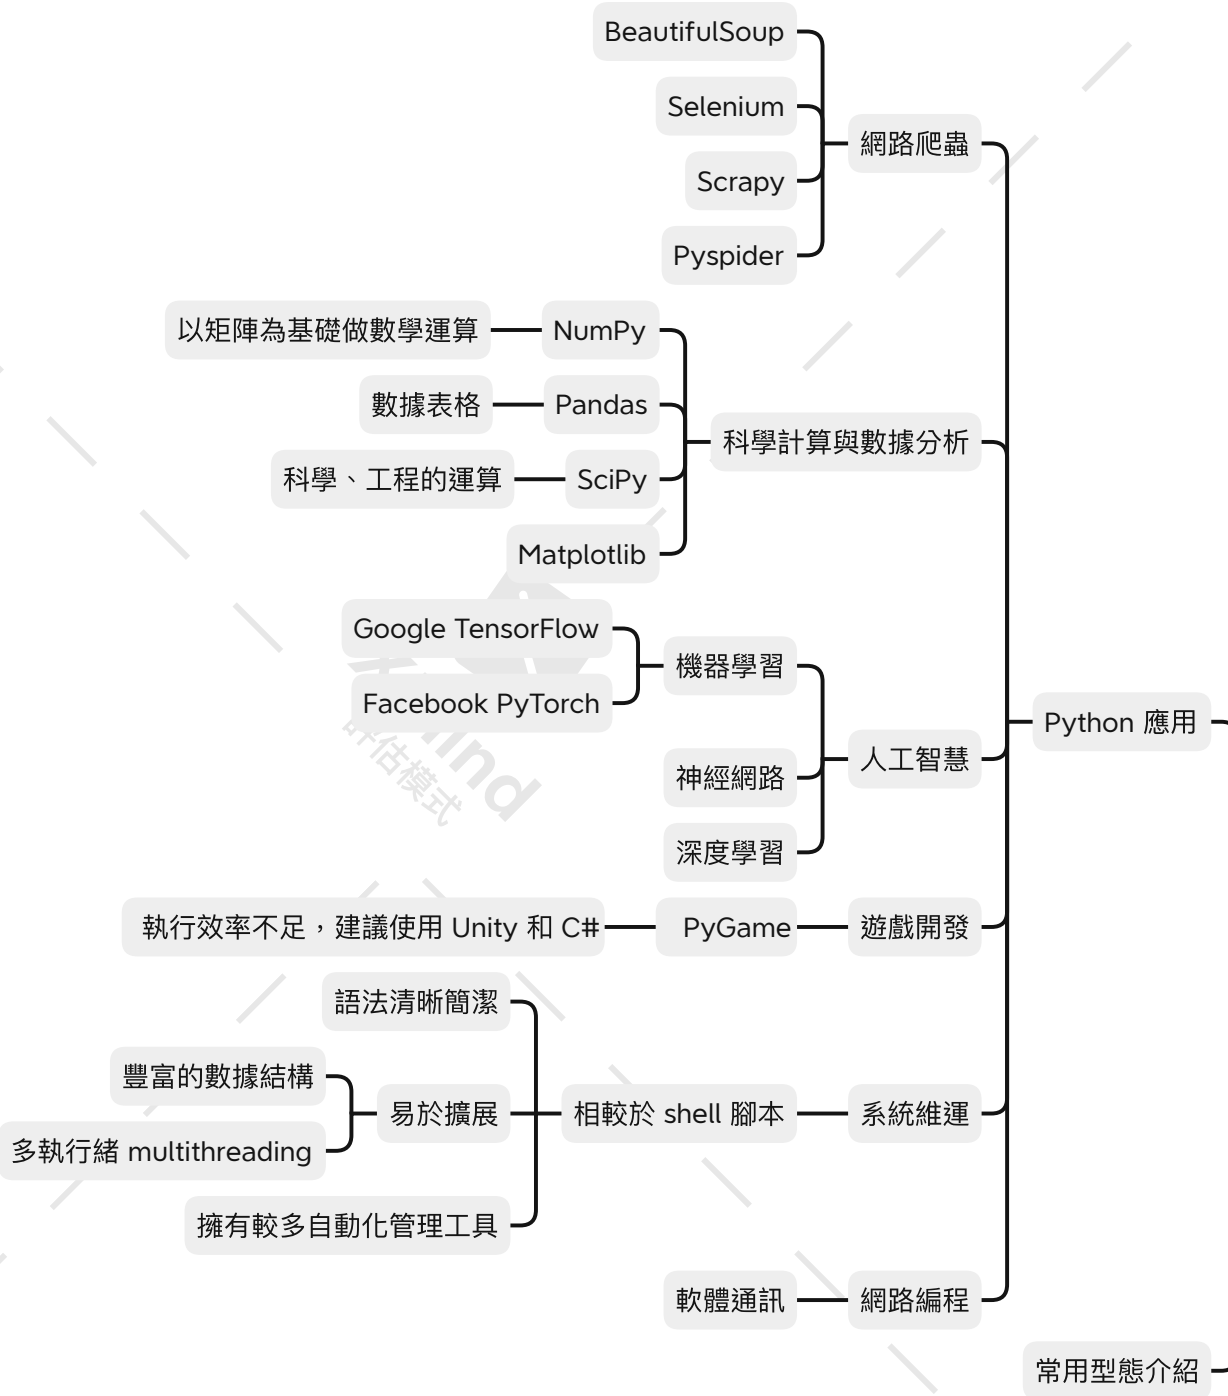 BeautifulSoup
Selenium
網路爬蟲
Scrapy
Pyspider
以矩陣為基礎做數學運算
NumPy
數據表格
Pandas
科學計算與數據分析
科學、工程的運算
SciPy
Matplotlib
Google TensorFlow
機器學習
Facebook PyTorch
Python 應用
人工智慧
神經網路
深度學習
執行效率不足，建議使用 Unity 和 C#
PyGame
遊戲開發
語法清晰簡潔
豐富的數據結構
易於擴展
相較於 shell 腳本
系統維運
多執行緒 multithreading
擁有較多自動化管理工具
軟體通訊
網路編程
常用型態介紹
評估模式